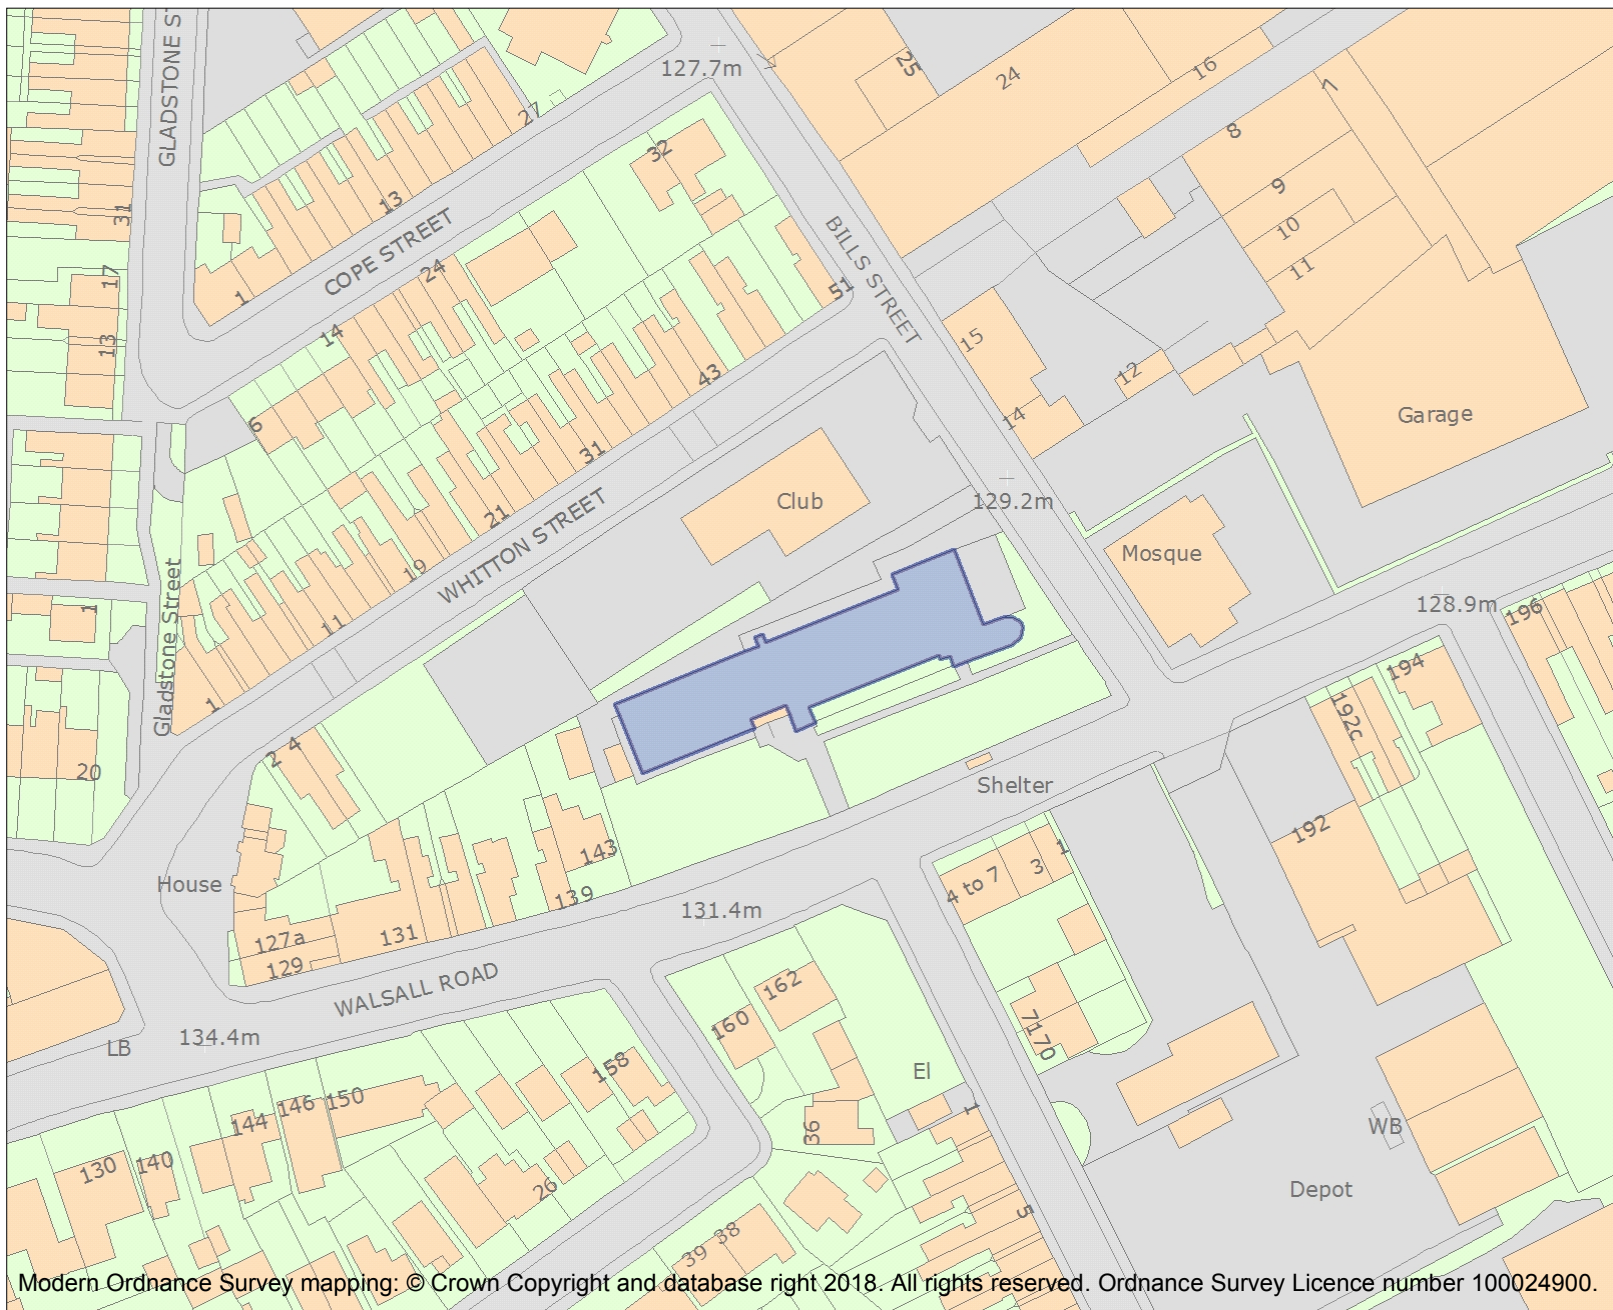 GLADSTONE ST
127.7m
25
24
16
7
8
9
10
11
27
32
13
31
COPE STREET
BILLS STREET
17
1
24
51
14
13
15
12
43
14
Garage
6
31
Club
129.2m
21
WHITTON STREET
Mosque
19
Gladstone Street
1
11
128.9m
196
194
1
192c
2 4
20
Shelter
192
143
1
3
4 to 7
House
139
131.4m
131
127a
129
WALSALL ROAD
162
160
7170
134.4m
LB
158
El
150
146
144
1
36
WB
140
130
26
Depot
5
38
39
Modern Ordnance Survey mapping: © Crown Copyright and database right 2018. All rights reserved. Ordnance Survey Licence number 100024900.